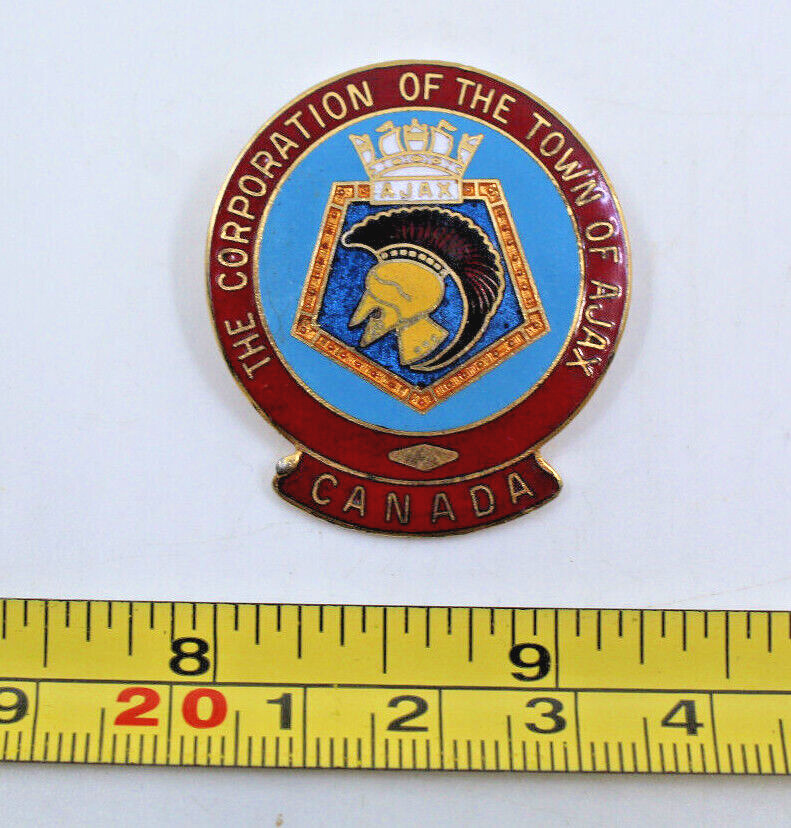 THE CORPORATION OF THE TOWN OF AJAX
AJAX
CANADA
8 9
9 20 1 2 3 4